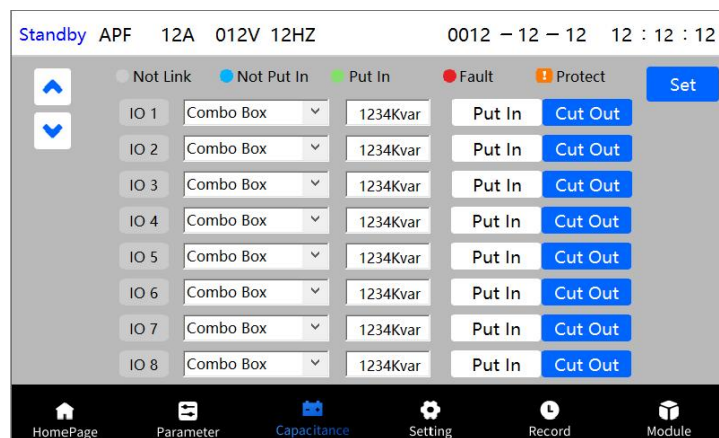 Standby APF 12A 012V 12HZ 0012 - 12 - 12 12 : 12 : 12
Not Link Not Put In Put In Fault Protect Set
IO 1 Combo Box 1234Kvar Put In Cut Out
IO 2 Combo Box 1234Kvar Put In Cut Out
IO 3 Combo Box 1234Kvar Put In Cut Out
IO 4 Combo Box 1234Kvar Put In Cut Out
IO 5 Combo Box 1234Kvar Put In Cut Out
IO 6 Combo Box 1234Kvar Put In Cut Out
IO 7 Combo Box 1234Kvar Put In Cut Out
IO 8 Combo Box 1234Kvar Put In Cut Out
HomePage Parameter Capacitance Setting Record Module